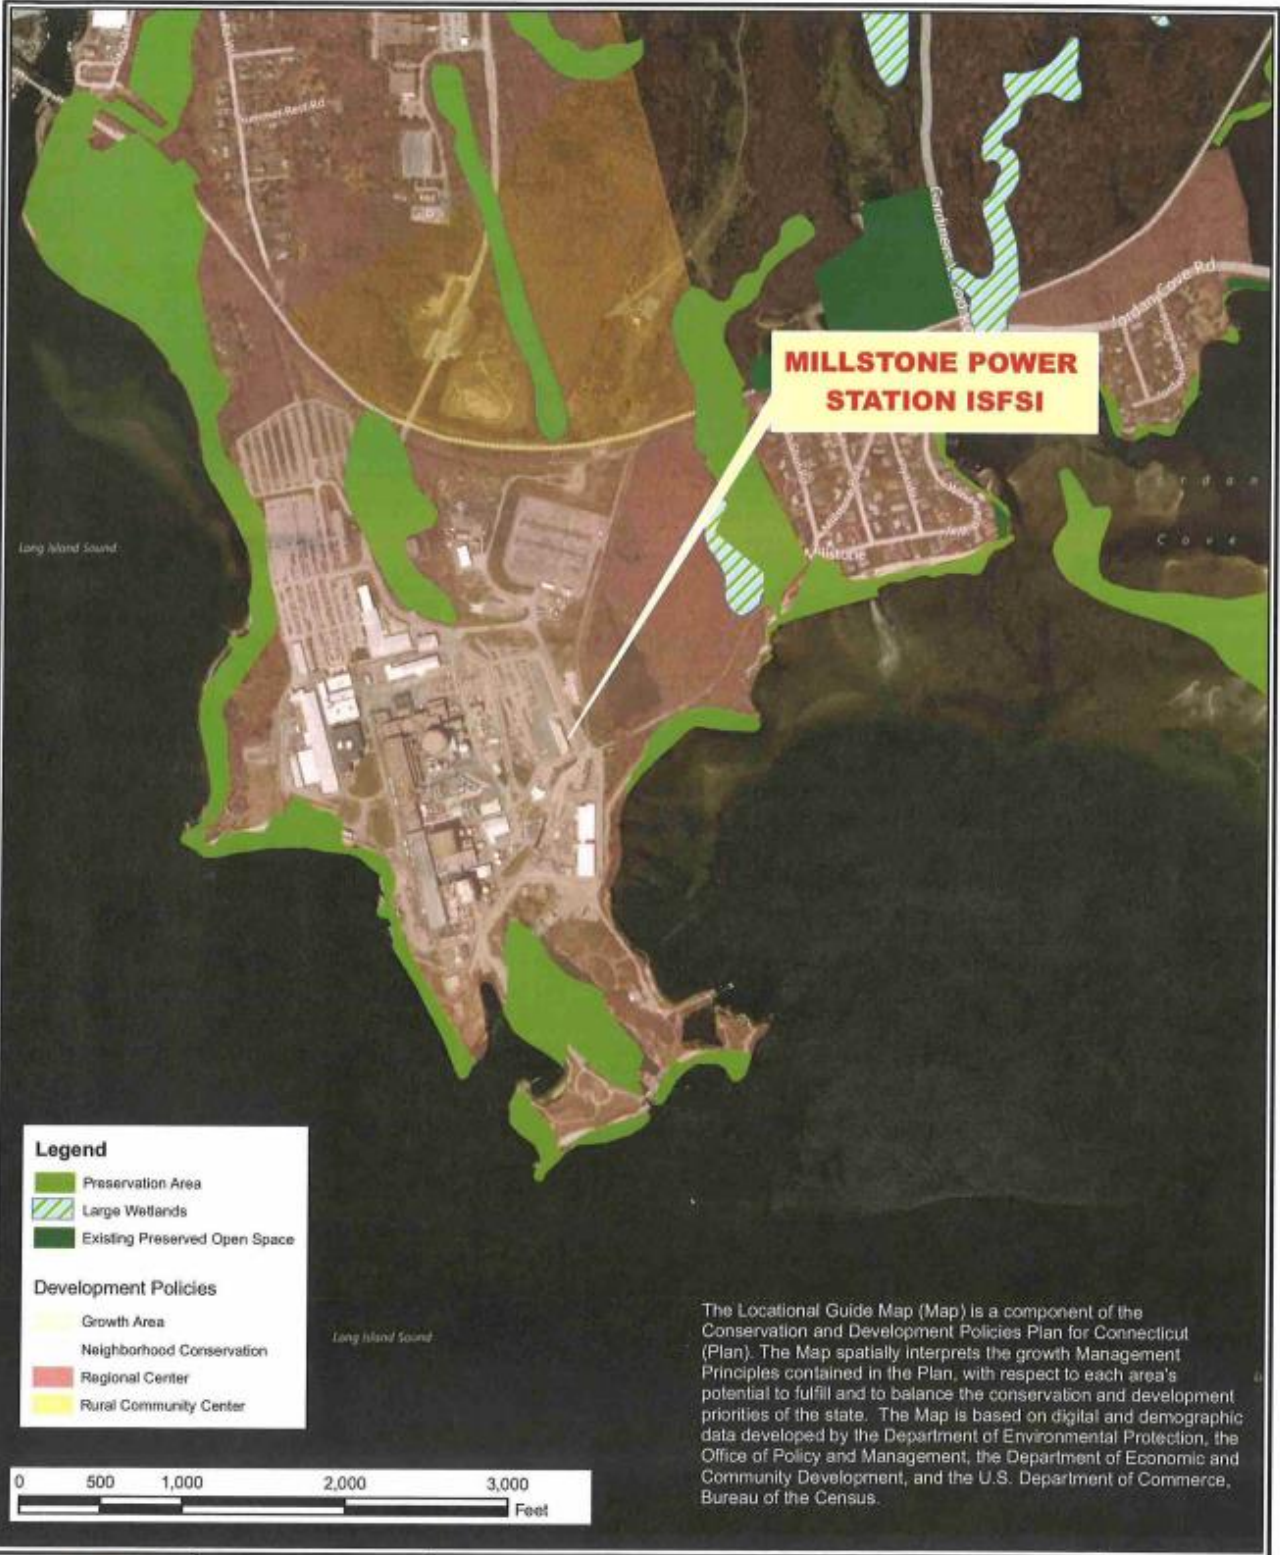 Summer Rest Rd
Jordan Cove Rd
MILLSTONE POWER
STATION ISFSI
Jordan
Cove
Long Island Sound
Millstone
Legend
Preservation Area
Large Wetlands
Existing Preserved Open Space
Development Policies
Growth Area
Neighborhood Conservation
Regional Center
Rural Community Center
Long Island Sound
The Locational Guide Map (Map) is a component of the
Conservation and Development Policies Plan for Connecticut
(Plan). The Map spatially interprets the growth Management
Principles contained in the Plan, with respect to each area's
potential to fulfill and to balance the conservation and development
priorities of the state. The Map is based on digital and demographic
data developed by the Department of Environmental Protection, the
Office of Policy and Management, the Department of Economic and
Community Development, and the U.S. Department of Commerce,
Bureau of the Census.
0 500 1,000 2,000 3,000
Feet